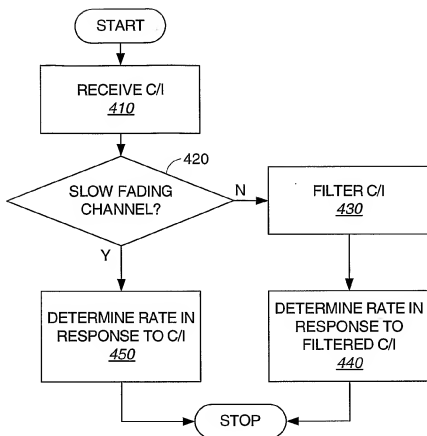 START
RECEIVE C/I
410
420
SLOW FADING
CHANNEL?
N
FILTER C/I
430
Y
DETERMINE RATE IN
RESPONSE TO C/I
450
DETERMINE RATE IN
RESPONSE TO
FILTERED C/I
440
STOP